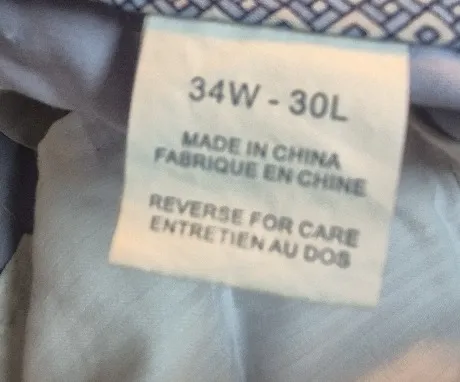 34W - 30L
MADE IN CHINA
FABRIQUE EN CHINE
REVERSE FOR CARE
ENTRETIEN AU DOS